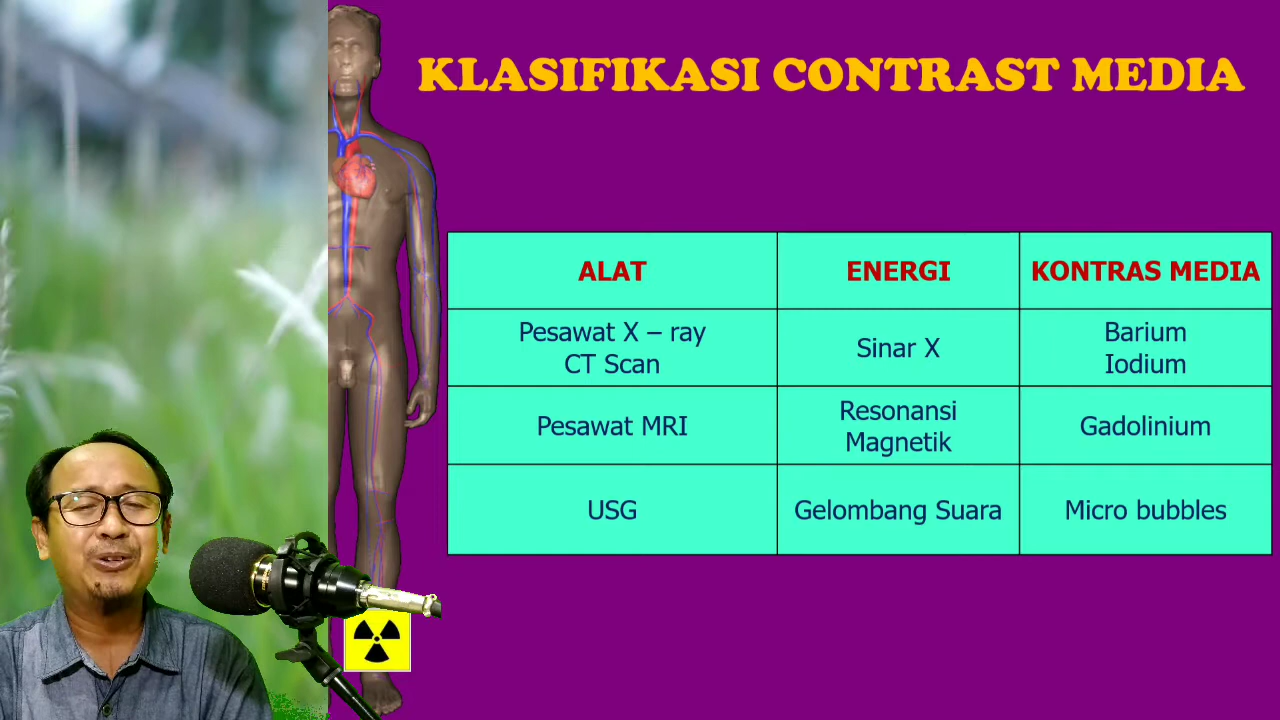 KLASIFIKASI CONTRAST MEDIA
ALAT
ENERGI
KONTRAS MEDIA
Pesawat X – ray
CT Scan
Sinar X
Barium
Iodium
Pesawat MRI
Resonansi
Magnetik
Gadolinium
USG
Gelombang Suara
Micro bubbles